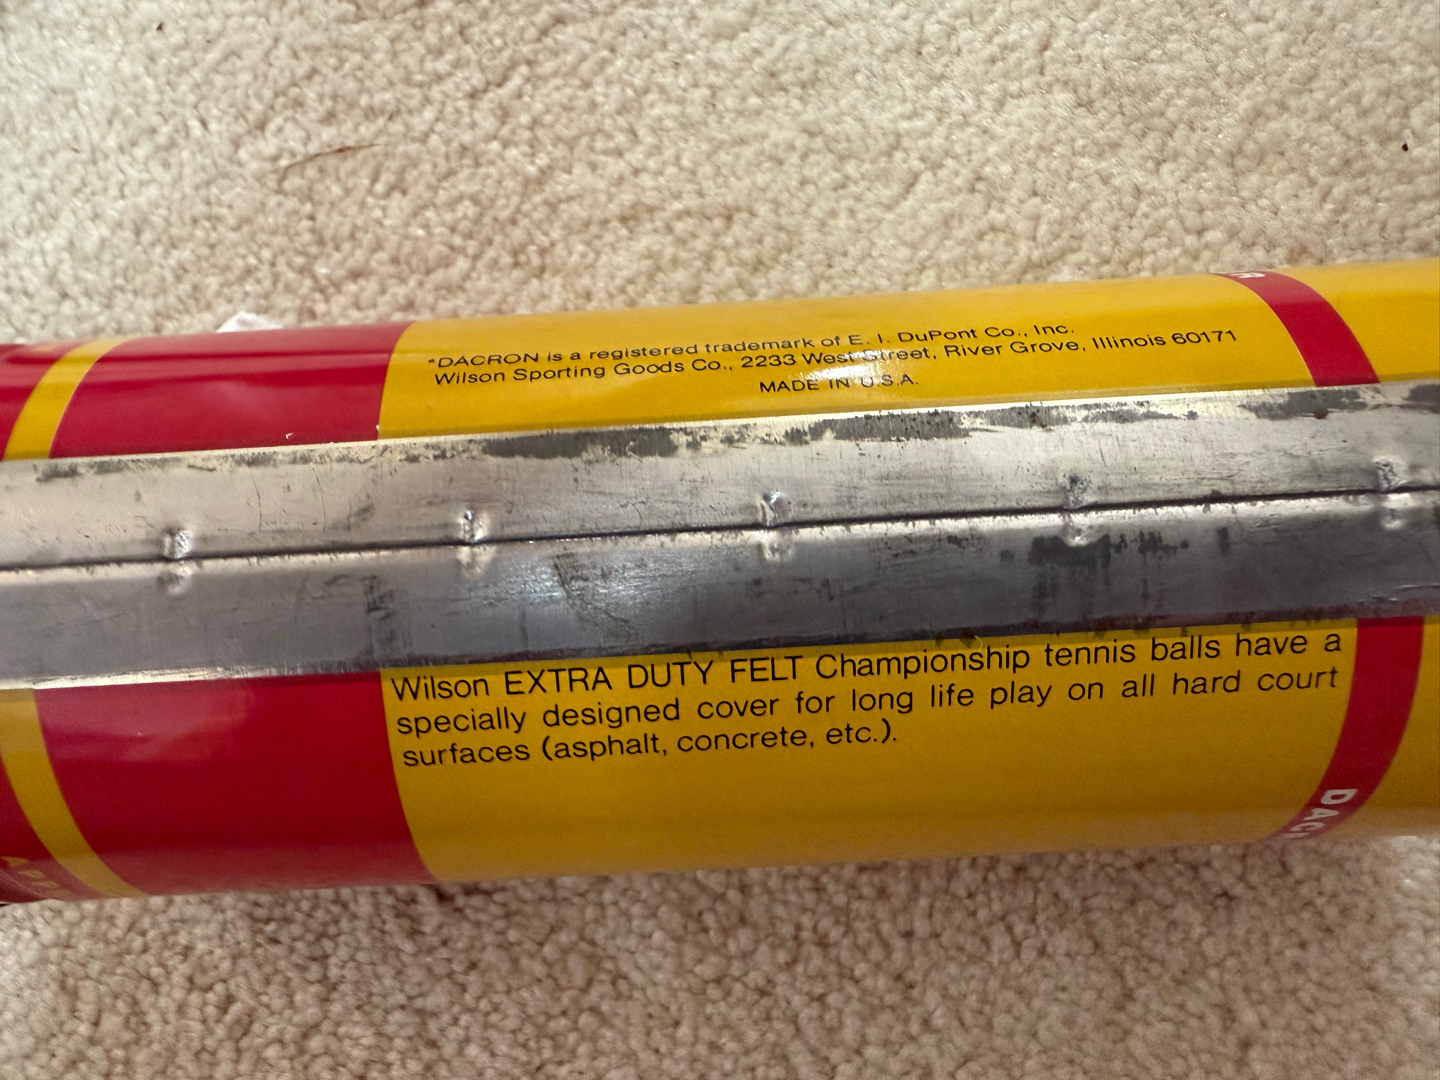 *DACRON is a registered trademark of E. I. DuPont Co., Inc.
Wilson Sporting Goods Co., 2233 West Street, River Grove, Illinois 60171
MADE IN U.S.A.
Wilson EXTRA DUTY FELT Championship tennis balls have a
specially designed cover for long life play on all hard court
surfaces (asphalt, concrete, etc.).